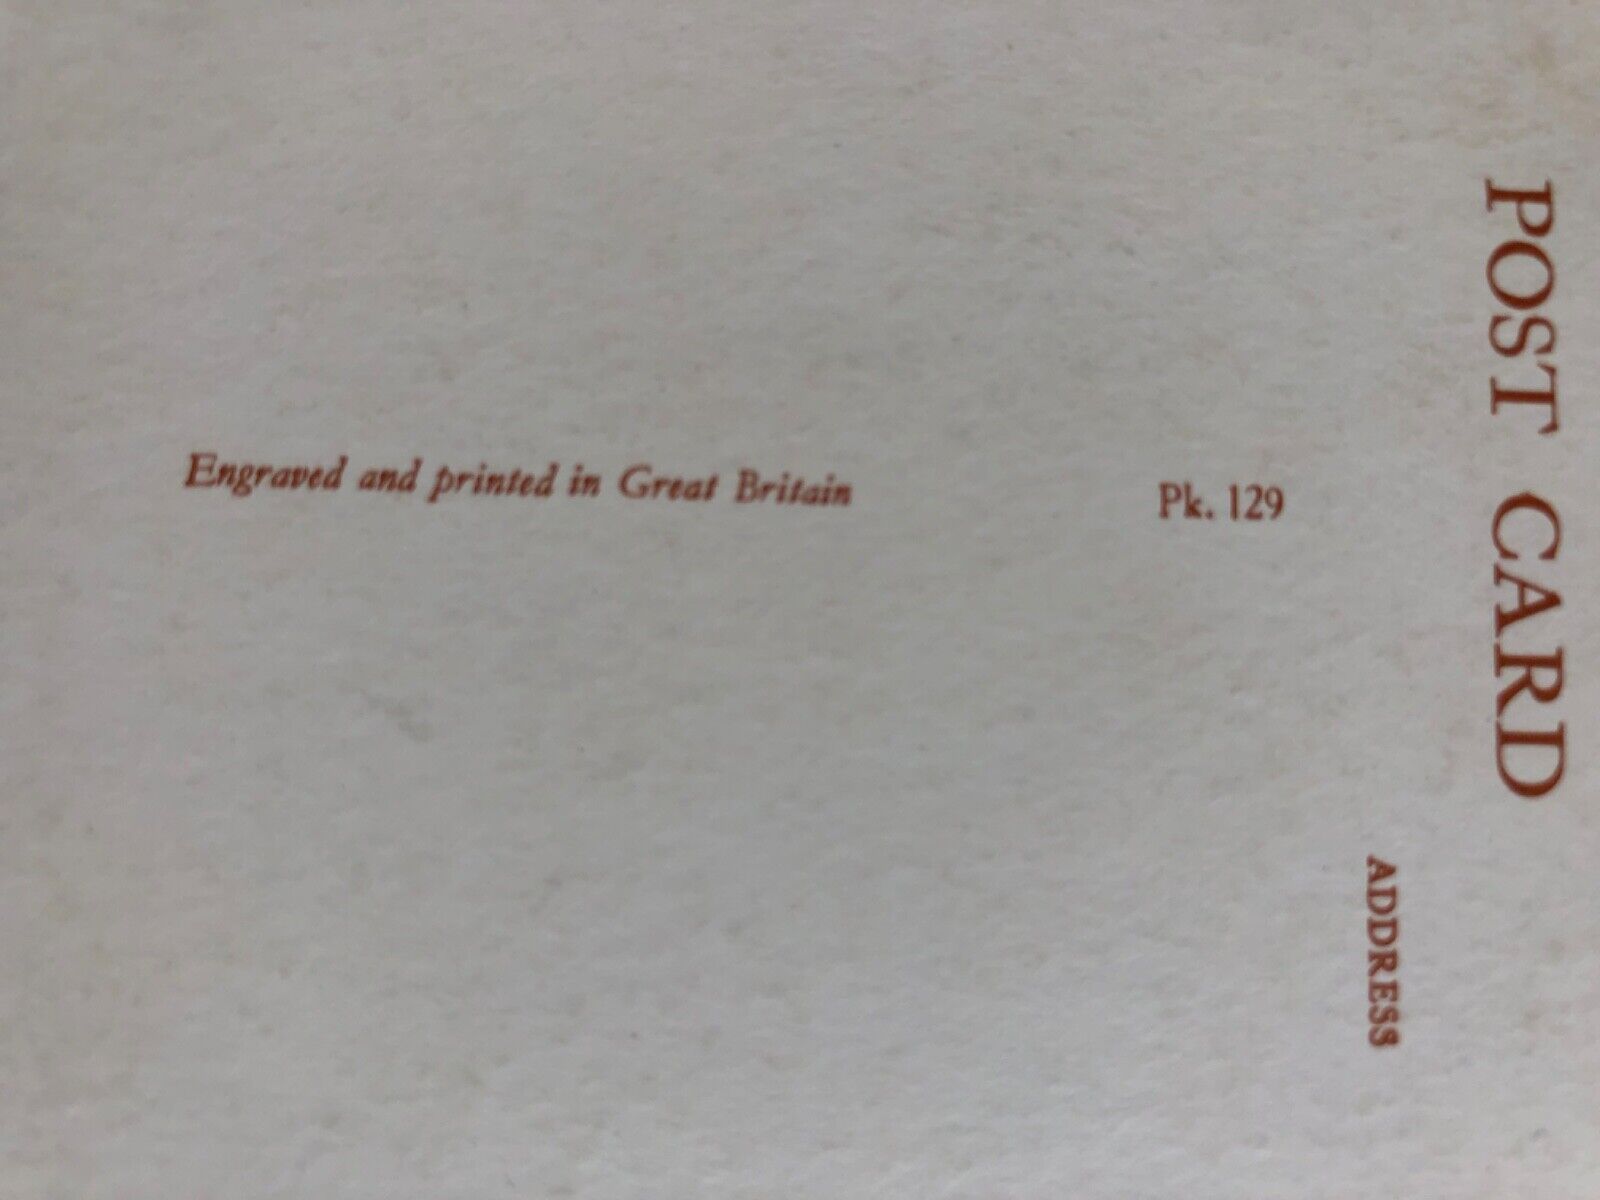 POST CARD
ADDRESS
Engraved and printed in Great Britain
Pk. 129